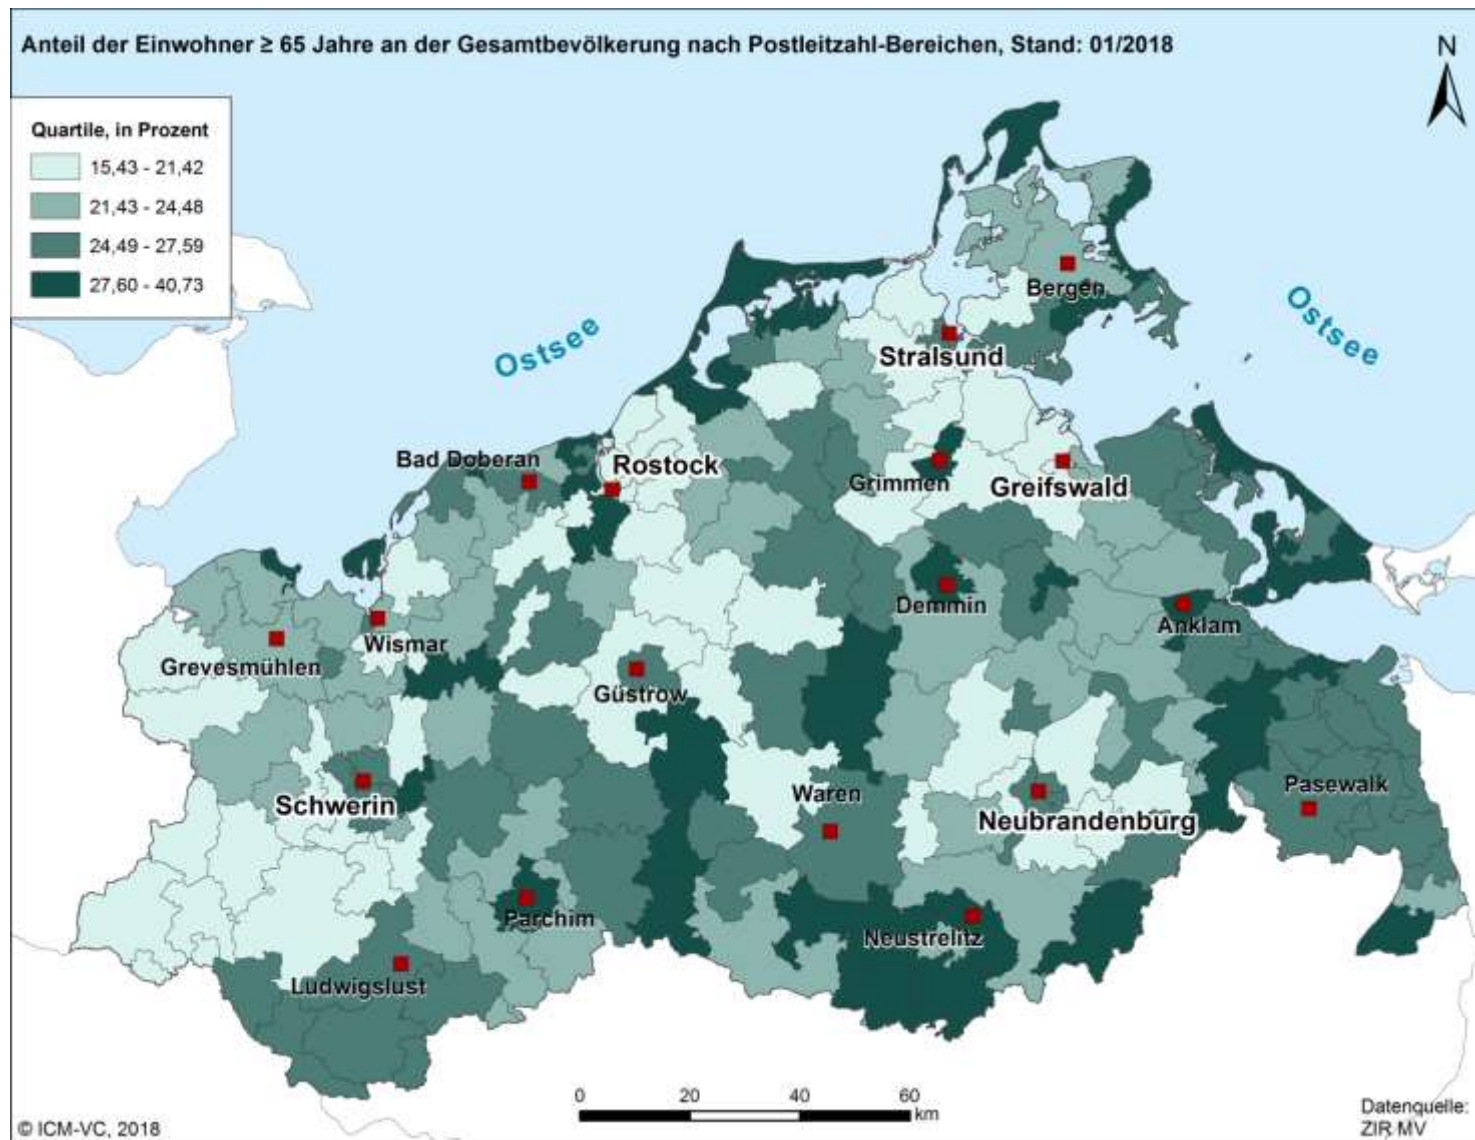 Anteil der Einwohner ≥ 65 Jahre an der Gesamtbevölkerung nach Postleitzahl-Bereichen, Stand: 01/2018
N
Quartile, in Prozent
15,43 - 21,42
21,43 - 24,48
24,49 - 27,59
27,60 - 40,73
Bergen
Ostsee
Ostsee
Stralsund
Bad Doberan
Rostock
Grimmen
Greifswald
Demmin
Anklam
Wismar
Grevesmühlen
Güstrow
Pasewalk
Waren
Schwerin
Neubrandenburg
Parchim
Neustrelitz
Ludwigslust
0 20 40 60
km
Datenquelle:
ZIR MV
© ICM-VC, 2018